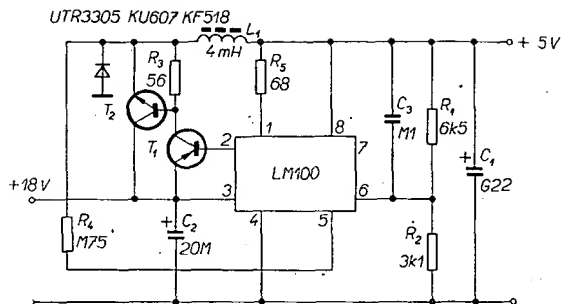 UTR3305 KU607 KF518
L1
4mH
+ 5V
R3
56
R5
68
T2
T1
C3
M1
R1
6k5
C1
G22
1
8
2
7
LM100
3
6
4
5
+18V
R4
M75
+
C2
20M
R2
3k1
+